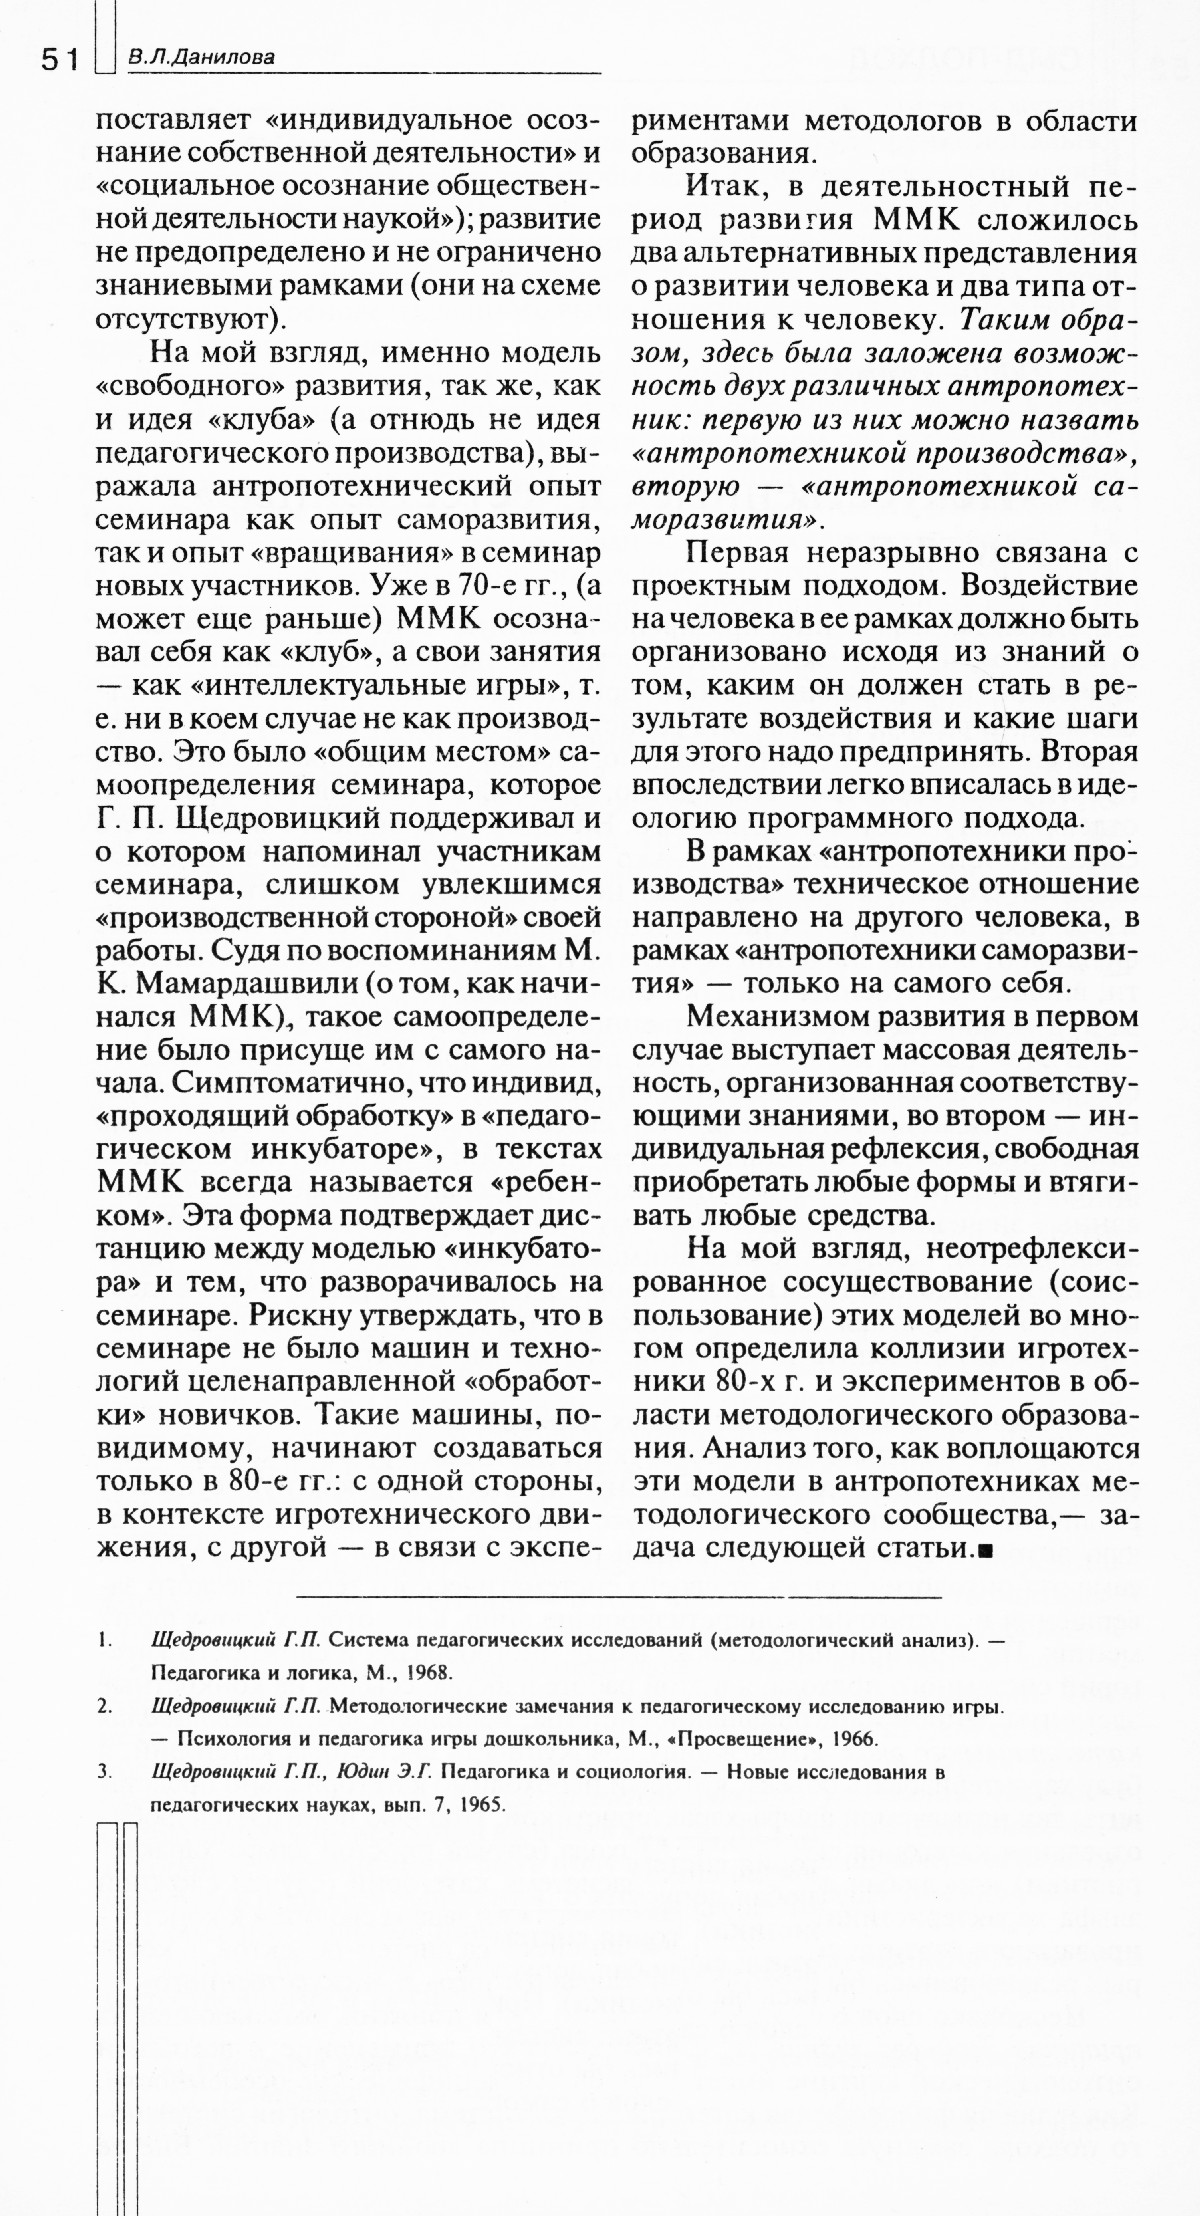 51
В.Л.Данилова
поставляет «индивидуальное осоз-
нание собственной деятельности» и
«социальное осознание обществен-
ной деятельности наукой»); развитие
не предопределено и не ограничено
знаниевыми рамками (они на схеме
отсутствуют).
На мой взгляд, именно модель
«свободного» развития, так же, как
и идея «клуба» (а отнюдь не идея
педагогического производства), вы-
ражала антропотехнический опыт
семинара как опыт саморазвития,
так и опыт «вращивания» в семинар
новых участников. Уже в 70-е гг., (а
может еще раньше) ММК осозна-
вал себя как «клуб», а свои занятия
— как «интеллектуальные игры», т.
е. ни в коем случае не как производ-
ство. Это было «общим местом» са-
моопределения семинара, которое
Г. П. Щедровицкий поддерживал и
о котором напоминал участникам
семинара, слишком увлекшимся
«производственной стороной» своей
работы. Судя по воспоминаниям М.
К. Мамардашвили (о том, как начи-
нался ММК), такое самоопределе-
ние было присуще им с самого на-
чала. Симптоматично, что индивид,
«проходящий обработку» в «педаго-
гическом инкубаторе», в текстах
ММК всегда называется «ребен-
ком». Эта форма подтверждает дис-
танцию между моделью «инкубато-
ра» и тем, что разворачивалось на
семинаре. Рискну утверждать, что в
семинаре не было машин и техно-
логий целенаправленной «обработ-
ки» новичков. Такие машины, по-
видимому, начинают создаваться
только в 80-е гг.: с одной стороны,
в контексте игротехнического дви-
жения, с другой — в связи с экспе-
риментами методологов в области
образования.
Итак, в деятельностный пе-
риод развития ММК сложилось
два альтернативных представления
о развитии человека и два типа от-
ношения к человеку. Таким обра-
зом, здесь была заложена возмож-
ность двух различных антропотех-
ник: первую из них можно назвать
«антропотехникой производства»,
вторую — «антропотехникой са-
моразвития».
Первая неразрывно связана с
проектным подходом. Воздействие
на человека в ее рамках должно быть
организовано исходя из знаний о
том, каким он должен стать в ре-
зультате воздействия и какие шаги
для этого надо предпринять. Вторая
впоследствии легко вписалась в иде-
ологию программного подхода.
В рамках «антропотехники про-
изводства» техническое отношение
направлено на другого человека, в
рамках «антропотехники саморазви-
тия» — только на самого себя.
Механизмом развития в первом
случае выступает массовая деятель-
ность, организованная соответству-
ющими знаниями, во втором — ин-
дивидуальная рефлексия, свободная
приобретать любые формы и втяги-
вать любые средства.
На мой взгляд, неотрефлекси-
рованное сосуществование (соис-
пользование) этих моделей во мно-
гом определила коллизии игротех-
ники 80-х г. и экспериментов в об-
ласти методологического образова-
ния. Анализ того, как воплощаются
эти модели в антропотехниках ме-
тодологического сообщества,— за-
дача следующей статьи.■
1. Щедровицкий Г.П. Система педагогических исследований (методологический анализ). —
Педагогика и логика, М., 1968.
2. Щедровицкий Г.П. Методологические замечания к педагогическому исследованию игры.
— Психология и педагогика игры дошкольника, М., «Просвещение», 1966.
3. Щедровицкий Г.П., Юдин Э.Г. Педагогика и социология. — Новые исследования в
педагогических науках, вып. 7, 1965.